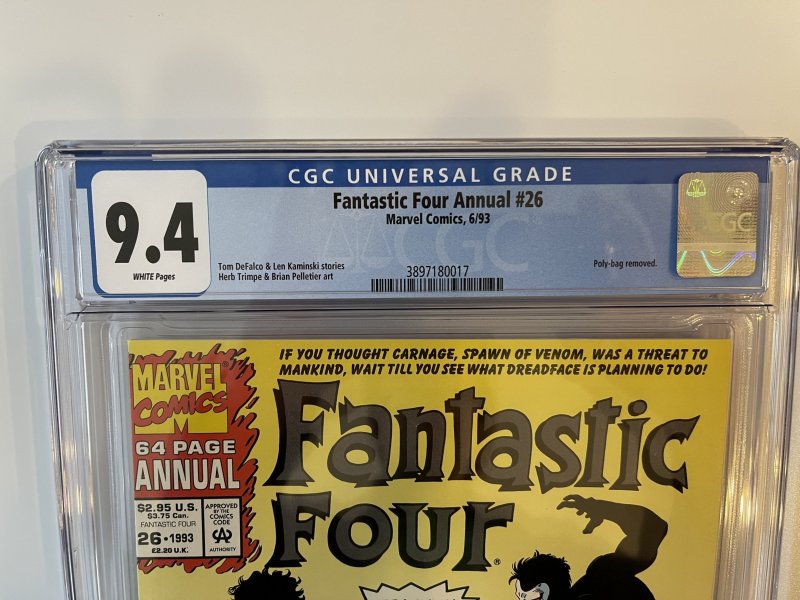 CGC UNIVERSAL GRADE
9.4
WHITE Pages
Fantastic Four Annual #26
Marvel Comics, 6/93
Tom DeFalco & Len Kaminski stories
Herb Trimpe & Brian Pelletier art
3897180017
Poly-bag removed.
CGC
CGC
IF YOU THOUGHT CARNAGE, SPAWN OF VENOM, WAS A THREAT TO
MANKIND, WAIT TILL YOU SEE WHAT DREADFACE IS PLANNING TO DO!
MARVEL®
COMICS
M
64 PAGE
ANNUAL
$2.95 U.S.
$3.75 Can.
FANTASTIC FOUR
26•1993
£2.20 U.K.
APPROVED
BY THE
COMICS
CODE
CA
AUTHORITY
Fantastic
Four®